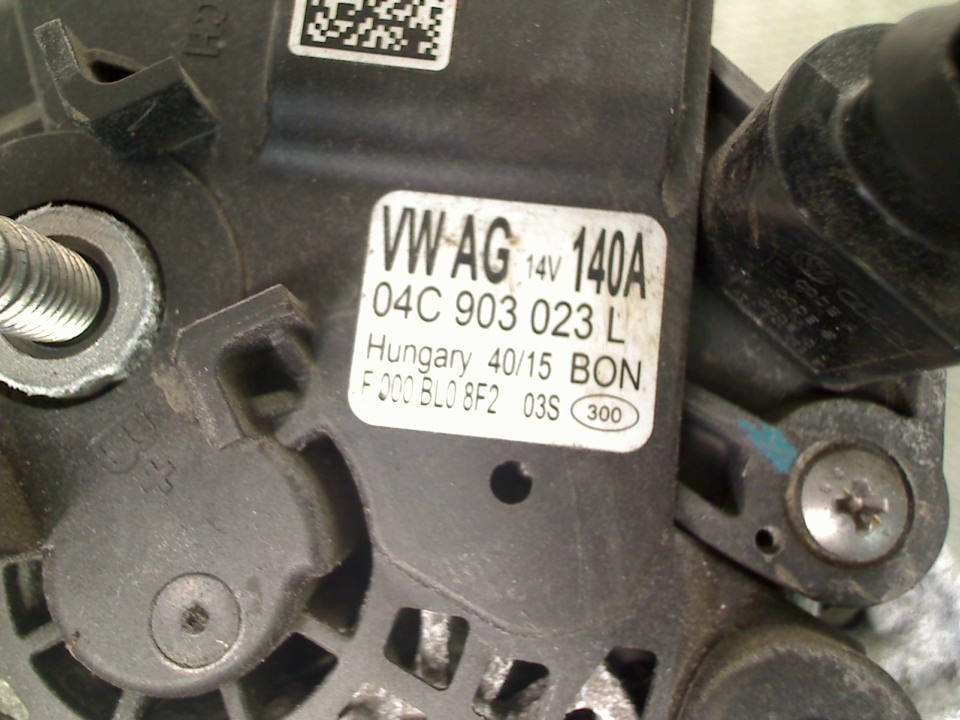 VW AG 14V 140A
04C 903 023 L
Hungary 40/15 BON
F 000 BL0 8F2 03S 300
B+